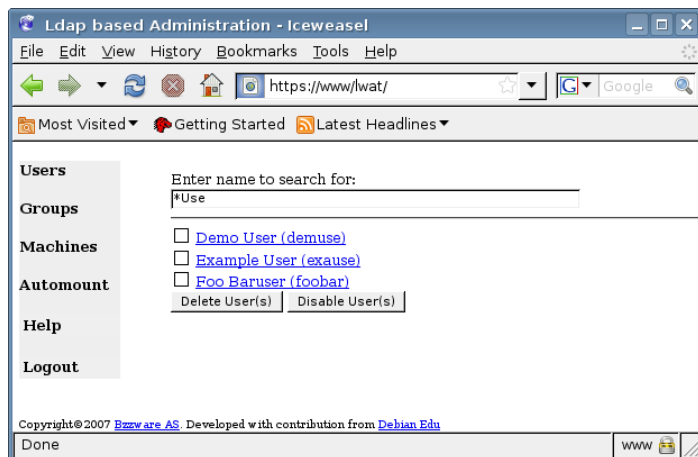 Ldap based Administration - Iceweasel
File Edit View History Bookmarks Tools Help
https://www/lwat/ G Google
Most Visited Getting Started Latest Headlines
Users
Groups
Machines
Automount
Help
Logout
Enter name to search for:
*Use
Demo User (demuse)
Example User (exause)
Foo Baruser (foobar)
Delete User(s) Disable User(s)
Copyright©2007 Bzzware AS. Developed with contribution from Debian Edu
Done www